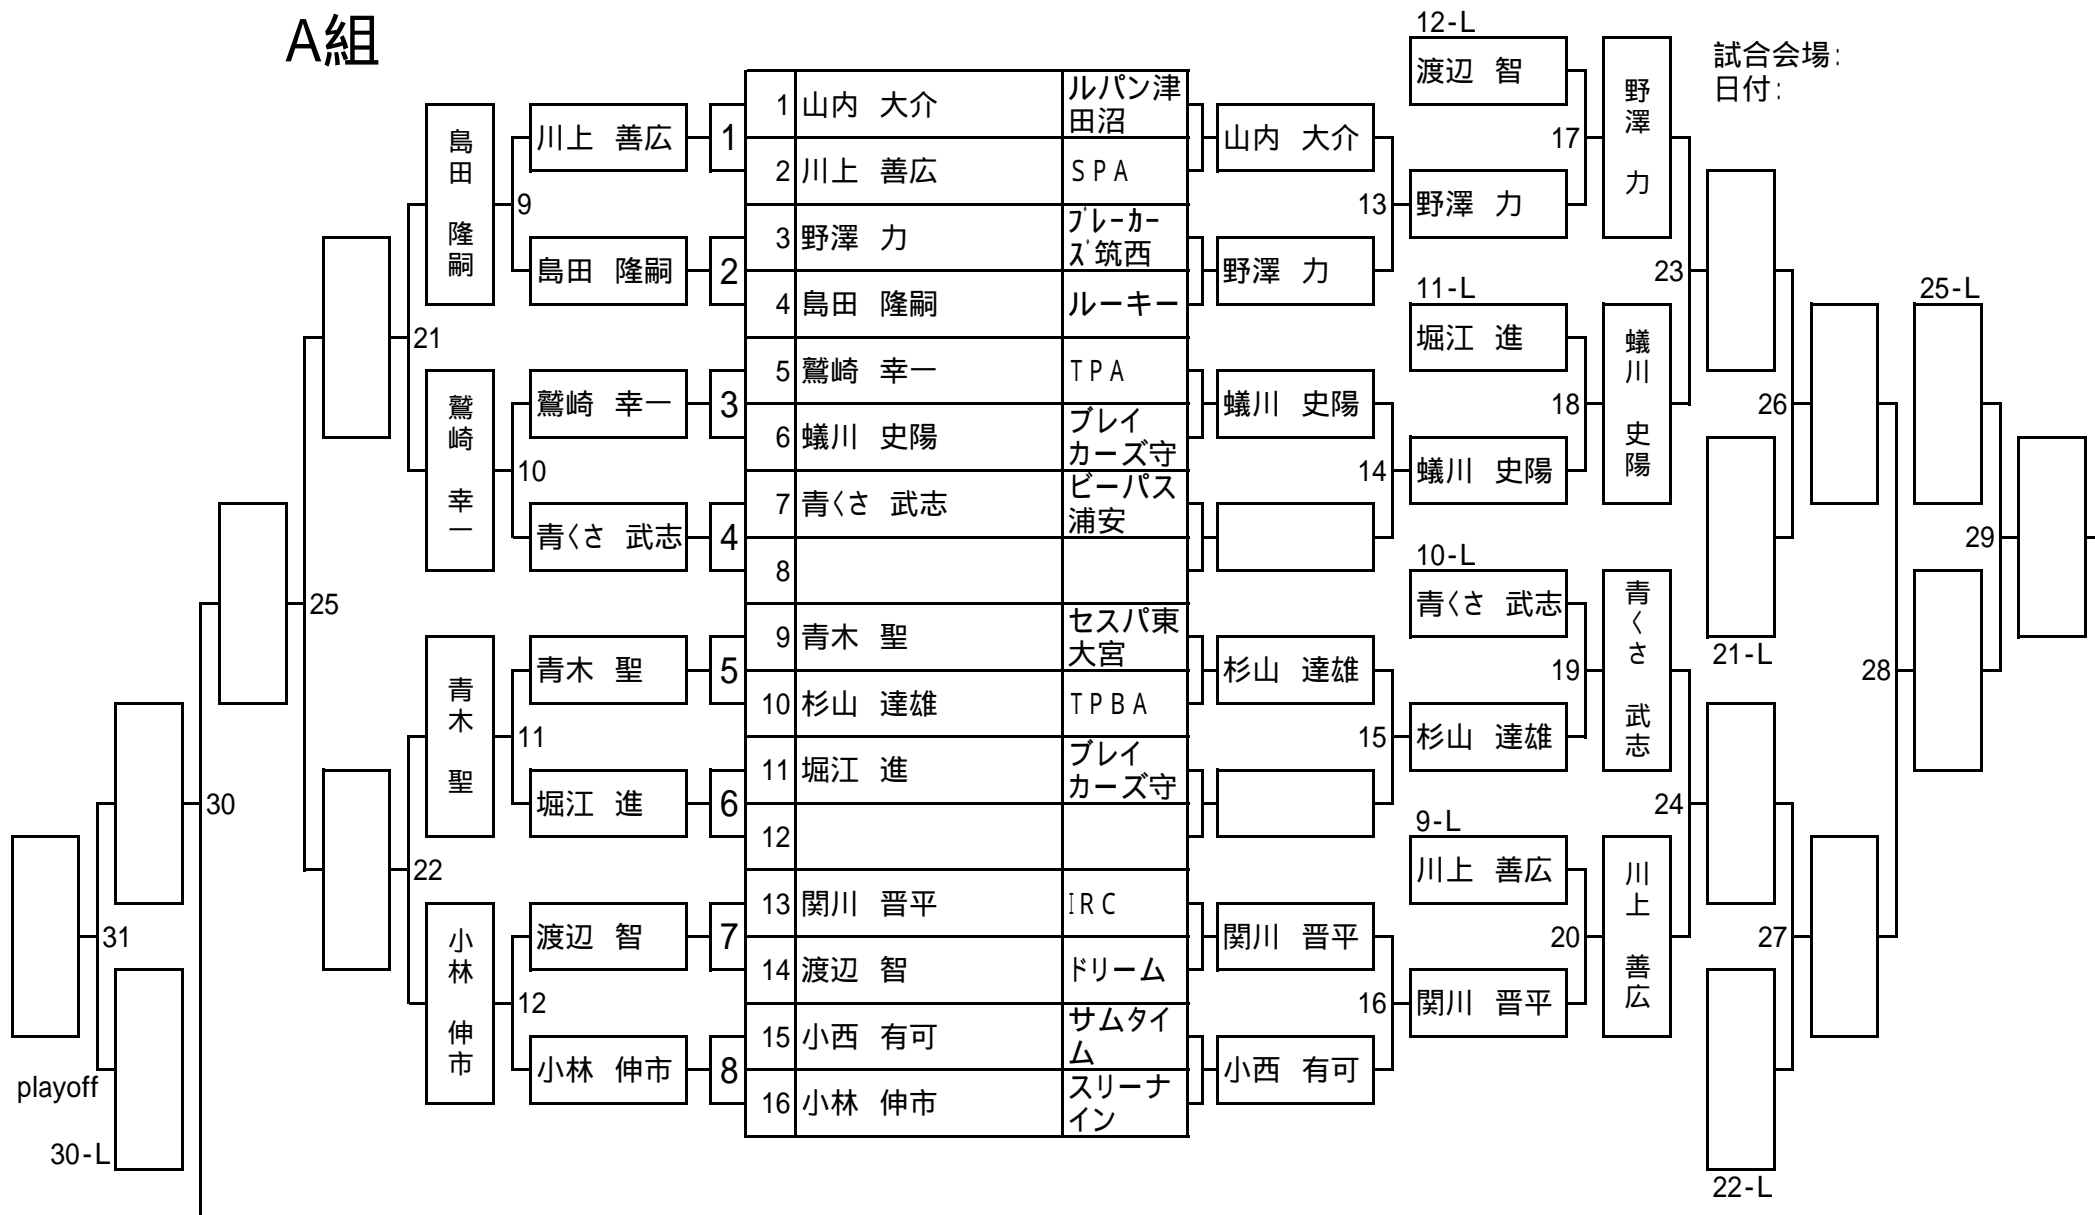 A組
試合会場:
日付:
1 山内 大介 ルパン津
田沼
2 川上 善広 SPA
3 野澤 力 ブレーカー
ズ筑西
4 島田 隆嗣 ルーキー
5 鷲崎 幸一 TPA
6 蟻川 史陽 ブレイ
カーズ守
7 青くさ 武志 ビーパス
浦安
8
9 青木 聖 セスパ東
大宮
10 杉山 達雄 TPBA
11 堀江 進 ブレイ
カーズ守
12
13 関川 晋平 IRC
14 渡辺 智 ドリーム
15 小西 有可 サムタイ
ム
16 小林 伸市 スリーナ
イン
川上 善広 1
島田 隆嗣 2
鷲崎 幸一 3
青くさ 武志 4
青木 聖 5
堀江 進 6
渡辺 智 7
小林 伸市 8
9
10
11
12
島田 隆嗣
鷲崎 幸一
青木 聖
小林 伸市
21
22
25
30
31
playoff
30-L
山内 大介
野澤 力
蟻川 史陽
杉山 達雄
関川 晋平
小西 有可
13
14
15
16
12-L
渡辺 智
17
野澤 力
11-L
堀江 進
18
蟻川 史陽
10-L
青くさ 武志
19
杉山 達雄
9-L
川上 善広
20
関川 晋平
野澤 力
蟻川 史陽
青くさ 武志
川上 善広
23
24
26
21-L
27
22-L
28
25-L
29